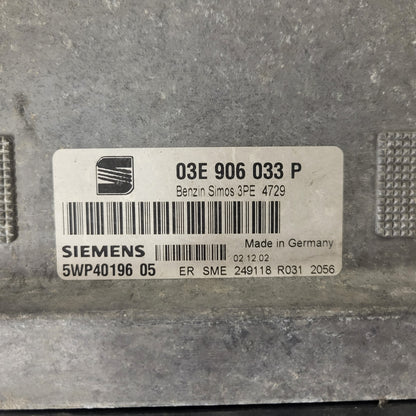 03E 906 033 P
Benzin Simos 3PE 4729
SIEMENS
Made in Germany
02.12.02
5WP40196 05
ER SME 249118 R031 2056